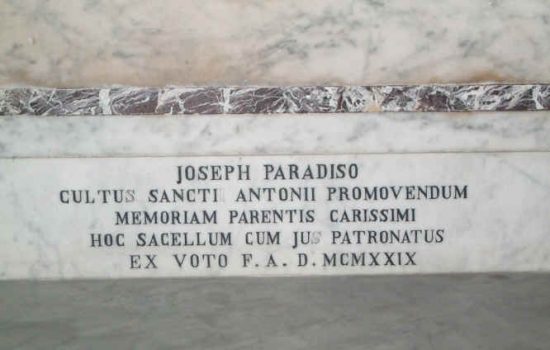 JOSEPH PARADISO
CULTUS SANCTI ANTONII PROMOVENDUM
MEMORIAM PARENTIS CARISSIMI
HOC SACELLUM CUM JUS PATRONATUS
EX VOTO F. A. D. MCMXXIX